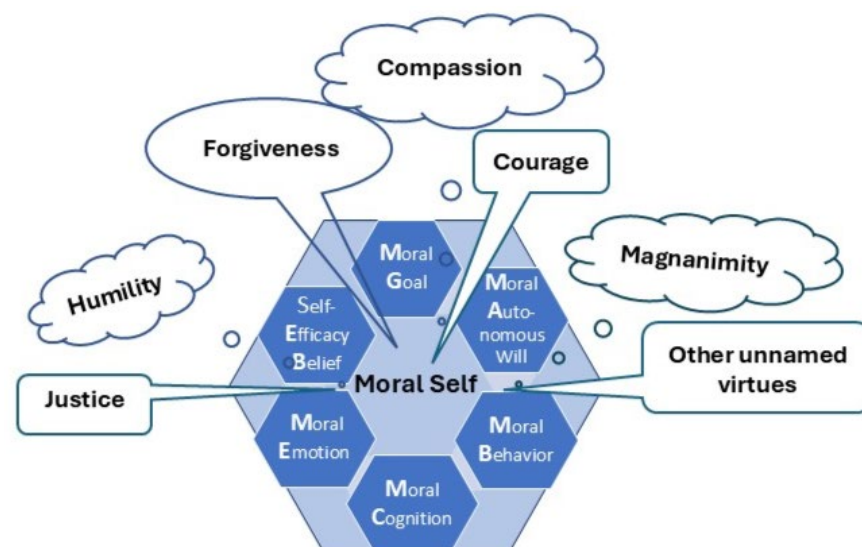 Compassion
Forgiveness
Courage
Humility
Magnanimity
Moral
Goal
Self-
Efficacy
Belief
Moral
Auto-
nomous
Will
Justice
Moral Self
Other unnamed
virtues
Moral
Emotion
Moral
Behavior
Moral
Cognition